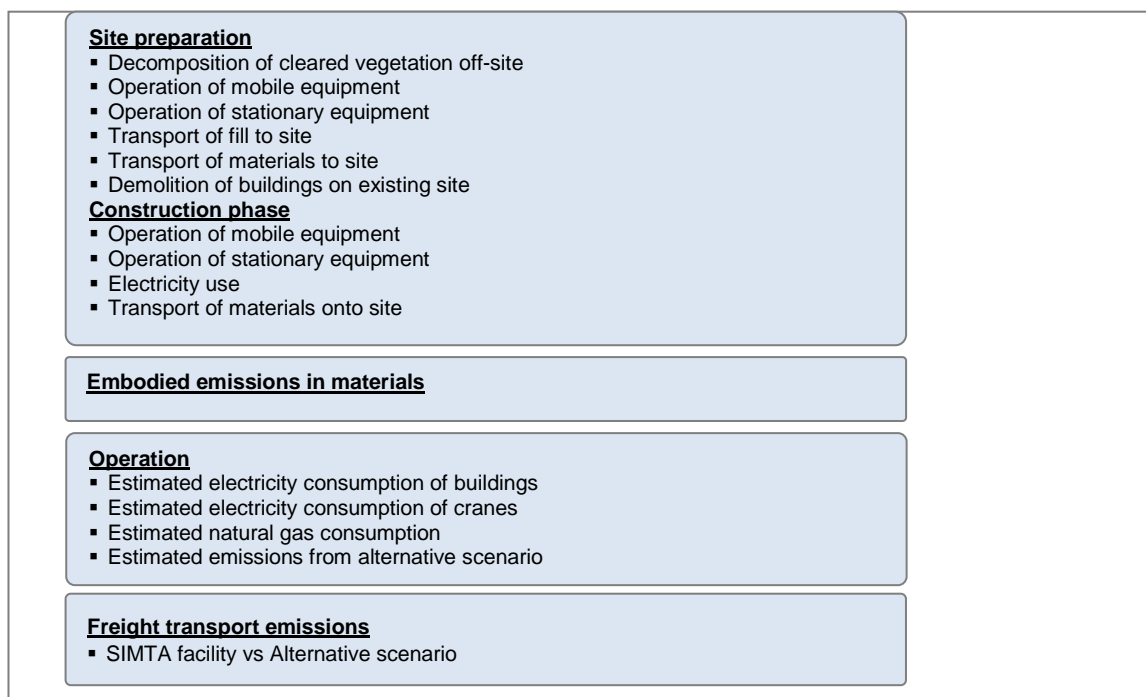 Site preparation
▪ Decomposition of cleared vegetation off-site
▪ Operation of mobile equipment
▪ Operation of stationary equipment
▪ Transport of fill to site
▪ Transport of materials to site
▪ Demolition of buildings on existing site
Construction phase
▪ Operation of mobile equipment
▪ Operation of stationary equipment
▪ Electricity use
▪ Transport of materials onto site
Embodied emissions in materials
Operation
▪ Estimated electricity consumption of buildings
▪ Estimated electricity consumption of cranes
▪ Estimated natural gas consumption
▪ Estimated emissions from alternative scenario
Freight transport emissions
▪ SIMTA facility vs Alternative scenario